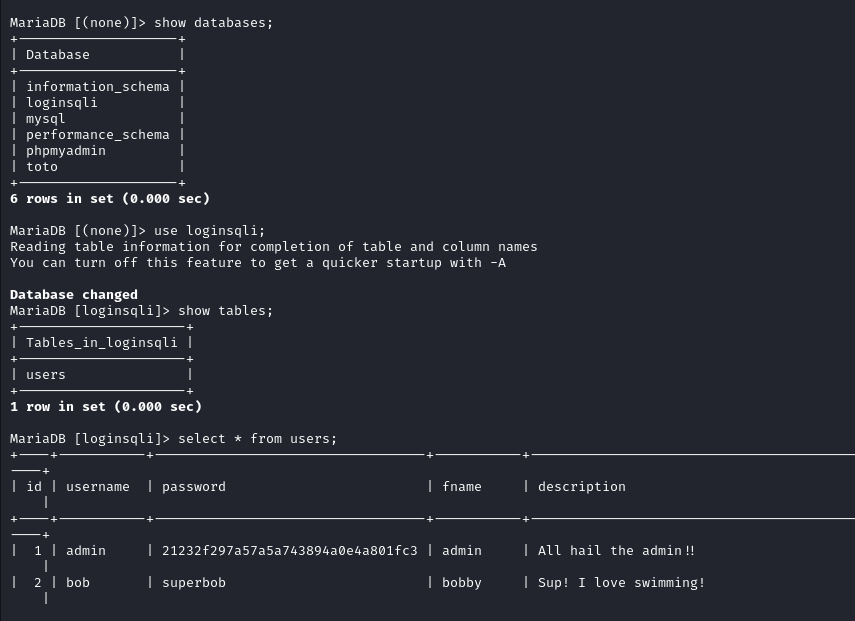 MariaDB [(none)]> show databases;
+--------------------+
| Database           |
+--------------------+
| information_schema |
| loginsqli          |
| mysql              |
| performance_schema |
| phpmyadmin         |
| toto               |
+--------------------+
6 rows in set (0.000 sec)

MariaDB [(none)]> use loginsqli;
Reading table information for completion of table and column names
You can turn off this feature to get a quicker startup with -A

Database changed
MariaDB [loginsqli]> show tables;
+---------------------+
| Tables_in_loginsqli |
+---------------------+
| users               |
+---------------------+
1 row in set (0.000 sec)

MariaDB [loginsqli]> select * from users;
+----+-----------+----------------------------------+-----------+-----------------------------------------
----+
| id | username  | password                         | fname     | description
    |
+----+-----------+----------------------------------+-----------+-----------------------------------------
----+
|  1 | admin     | 21232f297a57a5a743894a0e4a801fc3 | admin     | All hail the admin!!
    |
|  2 | bob       | superbob                         | bobby     | Sup! I love swimming!
    |